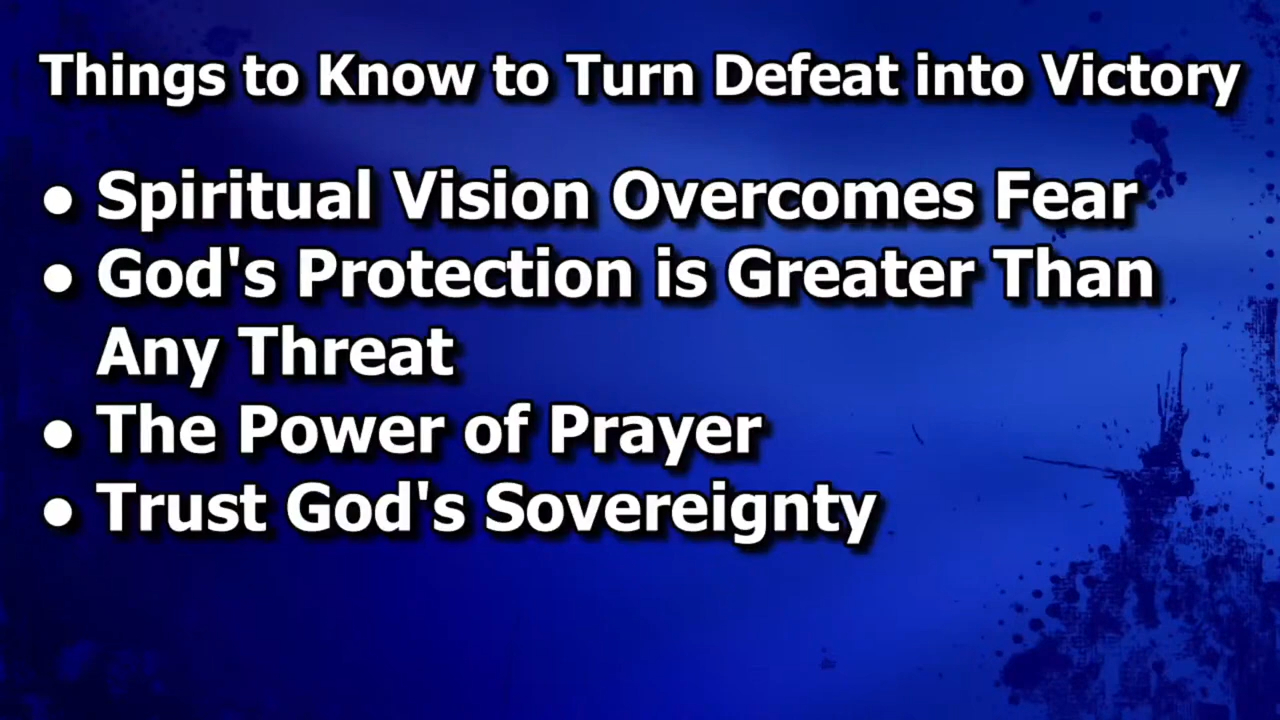 Things to Know to Turn Defeat into Victory
● Spiritual Vision Overcomes Fear
● God's Protection is Greater Than
Any Threat
● The Power of Prayer
● Trust God's Sovereignty